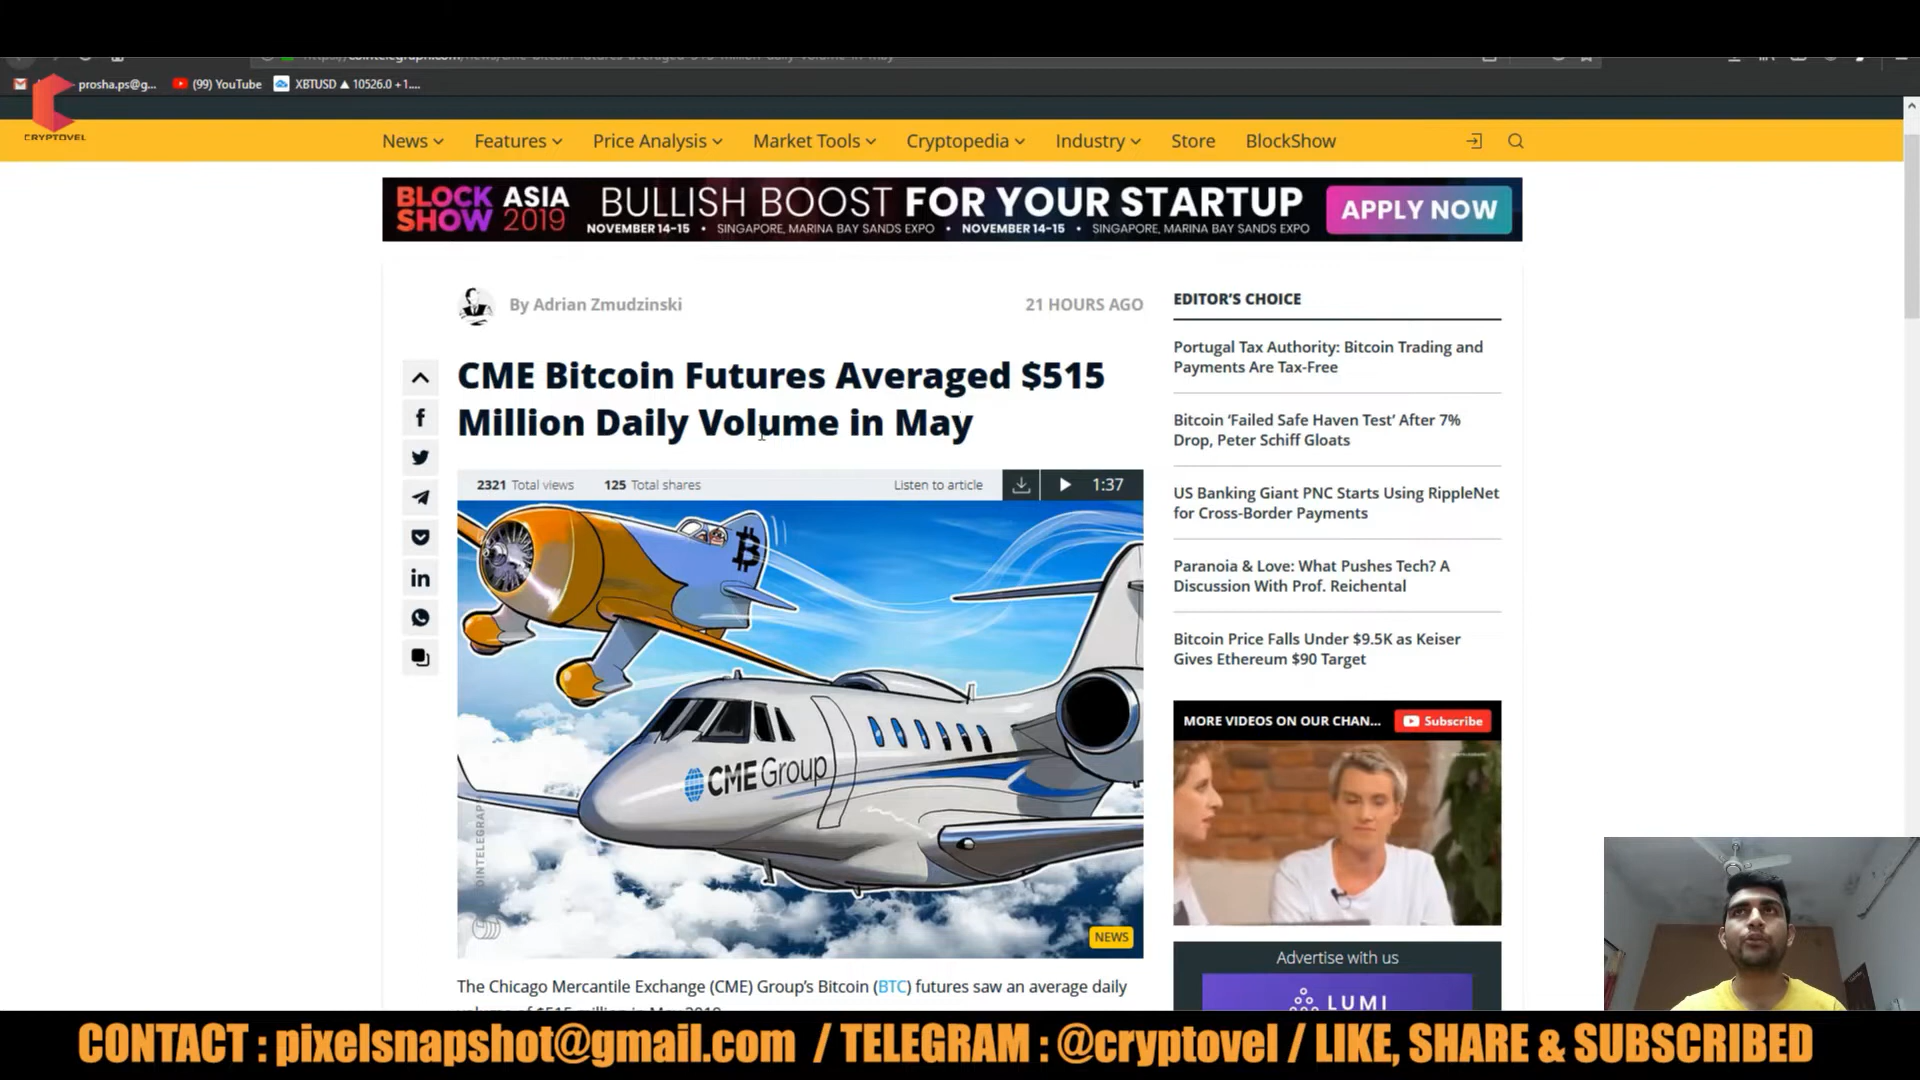 prosha.ps@g...
(99) YouTube
XBTUSD ▲ 10526.0 +1....
CRYPTOVEL
News
Features
Price Analysis
Market Tools
Cryptopedia
Industry
Store
BlockShow
BLOCK SHOW ASIA 2019
BULLISH BOOST FOR YOUR STARTUP
NOVEMBER 14-15 • SINGAPORE, MARINA BAY SANDS EXPO • NOVEMBER 14-15 • SINGAPORE, MARINA BAY SANDS EXPO
APPLY NOW
By Adrian Zmudzinski
21 HOURS AGO
CME Bitcoin Futures Averaged $515
Million Daily Volume in May
2321 Total views
125 Total shares
Listen to article
1:37
CME Group
NEWS
The Chicago Mercantile Exchange (CME) Group's Bitcoin (BTC) futures saw an average daily
EDITOR'S CHOICE
Portugal Tax Authority: Bitcoin Trading and
Payments Are Tax-Free
Bitcoin 'Failed Safe Haven Test' After 7%
Drop, Peter Schiff Gloats
US Banking Giant PNC Starts Using RippleNet
for Cross-Border Payments
Paranoia & Love: What Pushes Tech? A
Discussion With Prof. Reichental
Bitcoin Price Falls Under $9.5K as Keiser
Gives Ethereum $90 Target
MORE VIDEOS ON OUR CHAN...
Subscribe
Advertise with us
LUMI
CONTACT : pixelsnapshot@gmail.com / TELEGRAM : @cryptovel / LIKE, SHARE & SUBSCRIBED